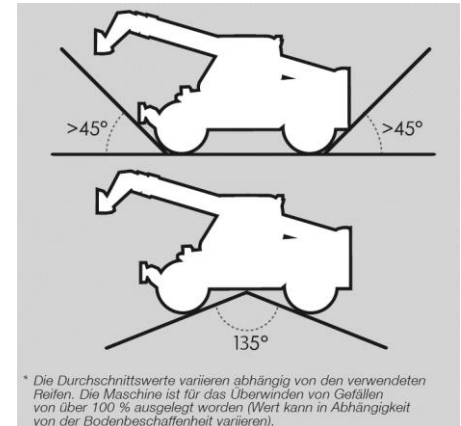 >45° >45°
135°
* Die Durchschnittswerte variieren abhängig von den verwendeten
Reifen. Die Maschine ist für das Überwinden von Gefällen
von über 100 % ausgelegt worden (Wert kann in Abhängigkeit
von der Bodenbeschaffenheit variieren).